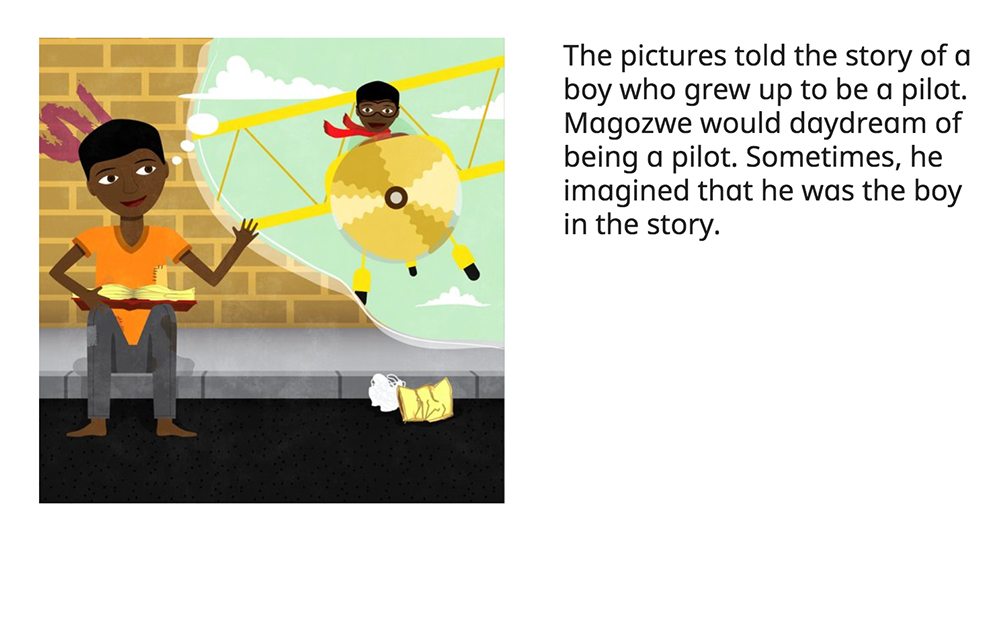 The pictures told the story of a
boy who grew up to be a pilot.
Magozwe would daydream of
being a pilot. Sometimes, he
imagined that he was the boy
in the story.